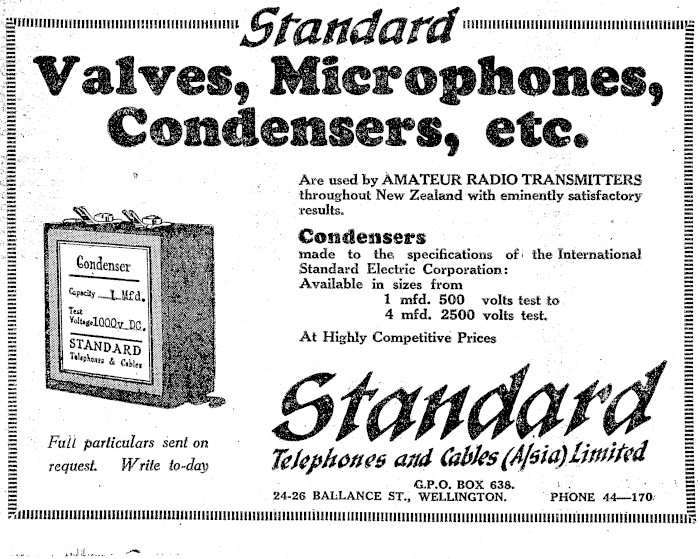 Standard
Valves, Microphones,
Condensers, etc.
Are used by AMATEUR RADIO TRANSMITTERS
throughout New Zealand with eminently satisfactory
results.
Condensers
made to the specifications of the International
Standard Electric Corporation:
Available in sizes from
1 mfd. 500 volts test to
4 mfd. 2500 volts test.
At Highly Competitive Prices
Condenser
Capacity 1 Mfd.
Test
Voltage 1000v DC.
STANDARD
Telephones & Cables
Full particulars sent on
request. Write to-day
Standard
Telephones and Cables (A/sia) Limited
G.P.O. BOX 638.
24-26 BALLANCE ST., WELLINGTON. PHONE 44—170